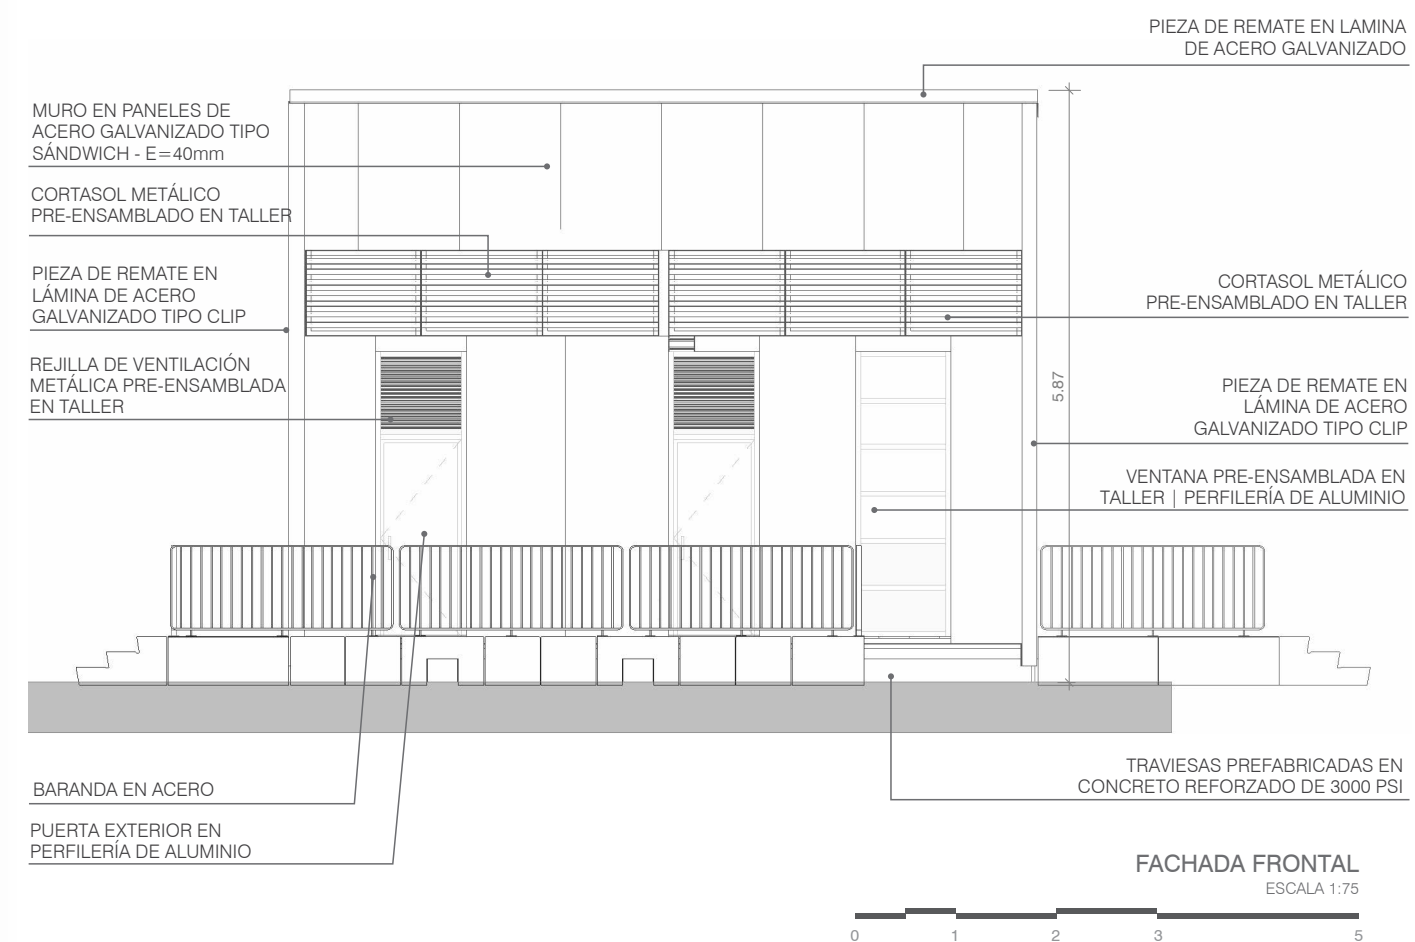 PIEZA DE REMATE EN LAMINA
DE ACERO GALVANIZADO
MURO EN PANELES DE
ACERO GALVANIZADO TIPO
SÁNDWICH - E=40mm
CORTASOL METÁLICO
PRE-ENSAMBLADO EN TALLER
PIEZA DE REMATE EN
LÁMINA DE ACERO
GALVANIZADO TIPO CLIP
REJILLA DE VENTILACIÓN
METÁLICA PRE-ENSAMBLADA
EN TALLER
CORTASOL METÁLICO
PRE-ENSAMBLADO EN TALLER
5.87
PIEZA DE REMATE EN
LÁMINA DE ACERO
GALVANIZADO TIPO CLIP
VENTANA PRE-ENSAMBLADA EN
TALLER | PERFILERÍA DE ALUMINIO
BARANDA EN ACERO
PUERTA EXTERIOR EN
PERFILERÍA DE ALUMINIO
TRAVIESAS PREFABRICADAS EN
CONCRETO REFORZADO DE 3000 PSI
FACHADA FRONTAL
ESCALA 1:75
0 1 2 3 5